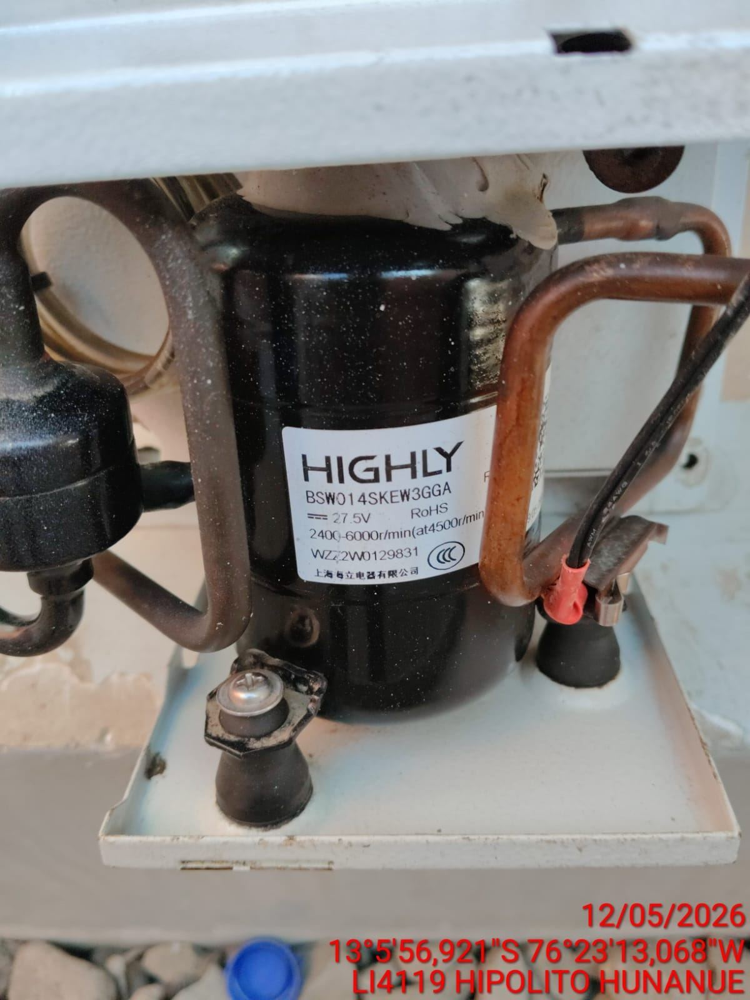 HIGHLY
BSW014SKEW3GGA
27.5V RoHS
2400-6000r/min(at4500r/min
WZZ2W0129831
上海海立电器有限公司
12/05/2026
13°5'56,921"S 76°23'13,068"W
LI4119 HIPOLITO HUNANUE